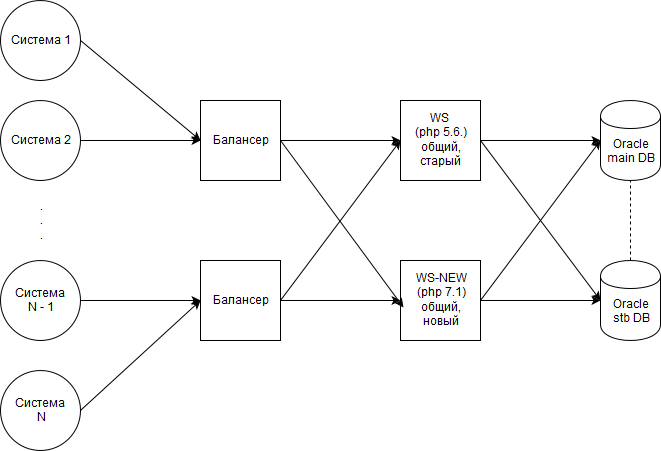 Система 1
Система 2
.
.
.
Система
N - 1
Система
N
Балансер
Балансер
WS
(php 5.6.)
общий,
старый
WS-NEW
(php 7.1)
общий,
новый
Oracle
main DB
Oracle
stb DB